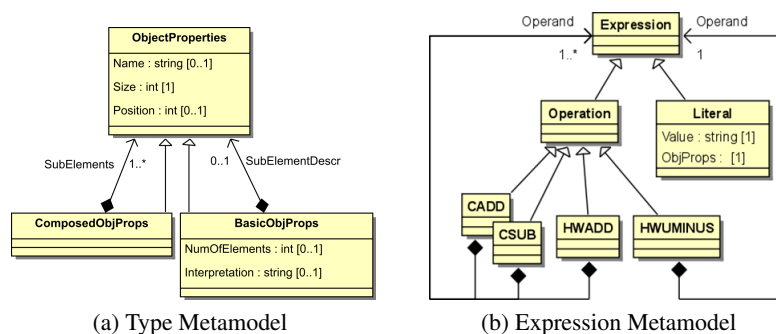 ObjectProperties
Name : string [0..1]
Size : int [1]
Position : int [0..1]
SubElements
1..*
0..1
SubElementDescr
ComposedObjProps
BasicObjProps
NumOfElements : int [0..1]
Interpretation : string [0..1]
(a) Type Metamodel
Operand
Expression
Operand
1..*
1
Operation
Literal
Value : string [1]
ObjProps : [1]
CADD
CSUB
HWADD
HWUMINUS
(b) Expression Metamodel